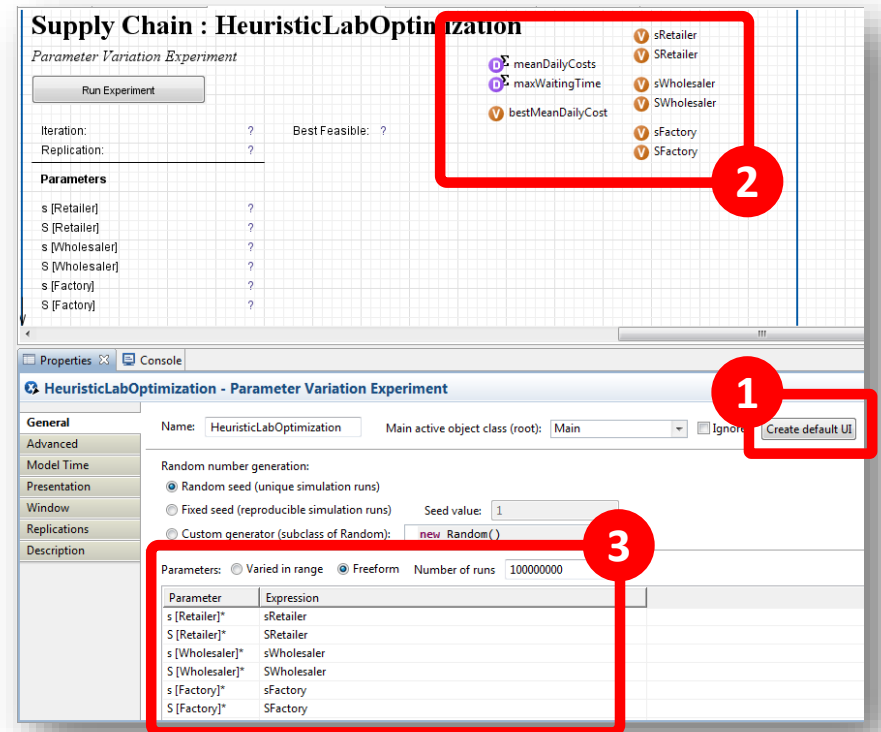 Supply Chain : HeuristicLabOptimization
Parameter Variation Experiment
Run Experiment
Iteration: ?
Best Feasible: ?
Replication: ?
Parameters
s [Retailer] ?
S [Retailer] ?
s [Wholesaler] ?
S [Wholesaler] ?
s [Factory] ?
S [Factory] ?
D Σ meanDailyCosts
D Σ maxWaitingTime
V bestMeanDailyCost
V sRetailer
V SRetailer
V sWholesaler
V SWholesaler
V sFactory
V SFactory
2
Properties Console
HeuristicLabOptimization - Parameter Variation Experiment
1
General
Advanced
Model Time
Presentation
Window
Replications
Description
Name: HeuristicLabOptimization Main active object class (root): Main Ignore Create default UI
Random number generation:
Random seed (unique simulation runs)
Fixed seed (reproducible simulation runs) Seed value: 1
Custom generator (subclass of Random): new Random()
3
Parameters: Varied in range Freeform Number of runs 100000000
Parameter Expression
s [Retailer]* sRetailer
S [Retailer]* SRetailer
s [Wholesaler]* sWholesaler
S [Wholesaler]* SWholesaler
s [Factory]* sFactory
S [Factory]* SFactory